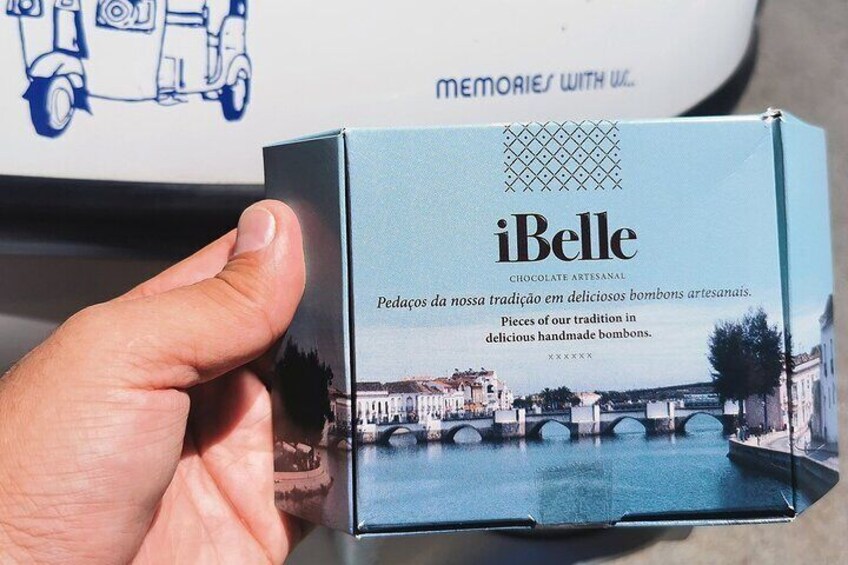 MEMORIES WITH US...
iBelle
CHOCOLATE ARTESANAL
Pedaços da nossa tradição em deliciosos bombons artesanais.
Pieces of our tradition in
delicious handmade bombons.
xxxxxx